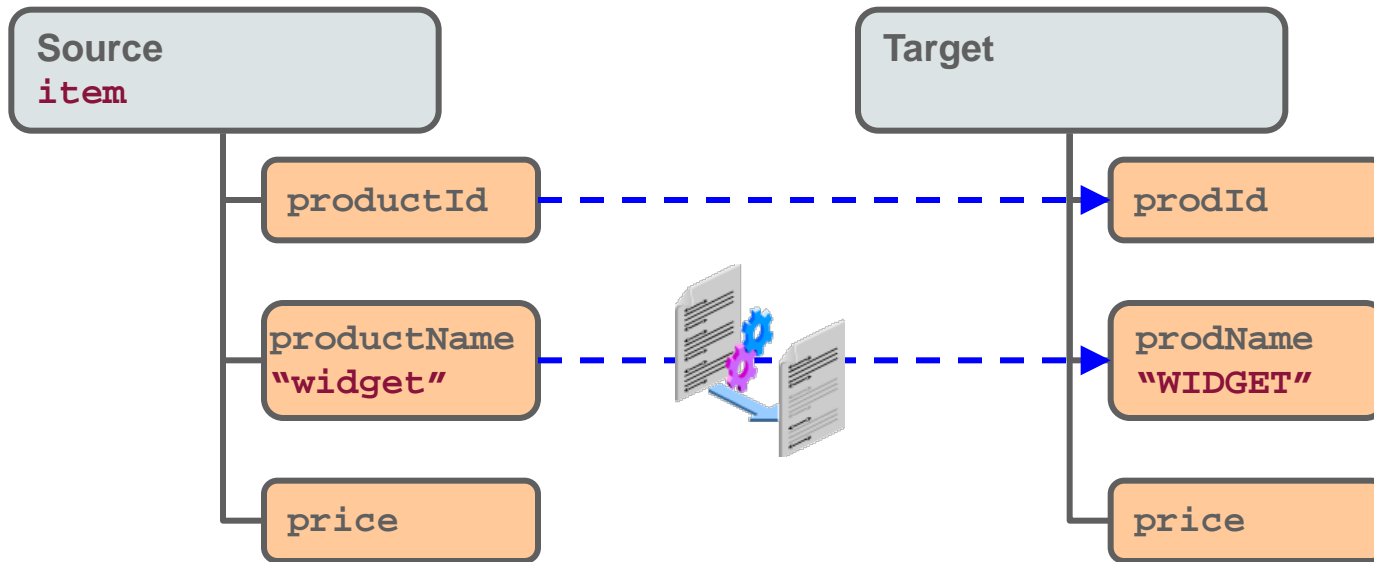 Source
item
Target
productId
prodId
productName
“widget”
prodName
“WIDGET”
price
price